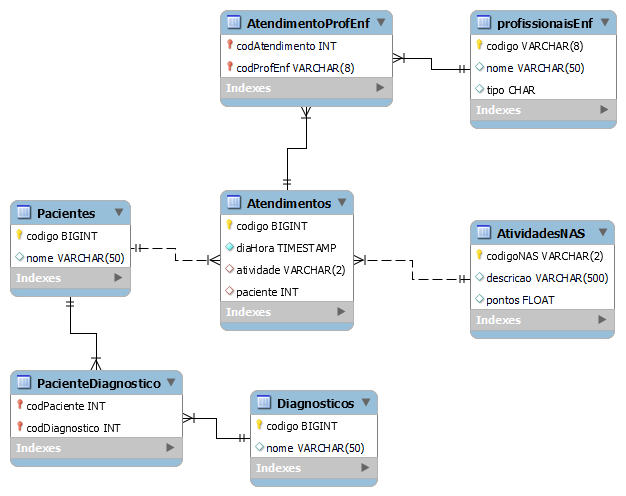 AtendimentoProfEnf
codAtendimento INT
codProfEnf VARCHAR(8)
Indexes
profissionaisEnf
codigo VARCHAR(8)
nome VARCHAR(50)
tipo CHAR
Indexes
Pacientes
codigo BIGINT
nome VARCHAR(50)
Indexes
Atendimentos
codigo BIGINT
diaHora TIMESTAMP
atividade VARCHAR(2)
paciente INT
Indexes
AtividadesNAS
codigoNAS VARCHAR(2)
descricao VARCHAR(500)
pontos FLOAT
Indexes
PacienteDiagnostico
codPaciente INT
codDiagnostico INT
Indexes
Diagnosticos
codigo BIGINT
nome VARCHAR(50)
Indexes